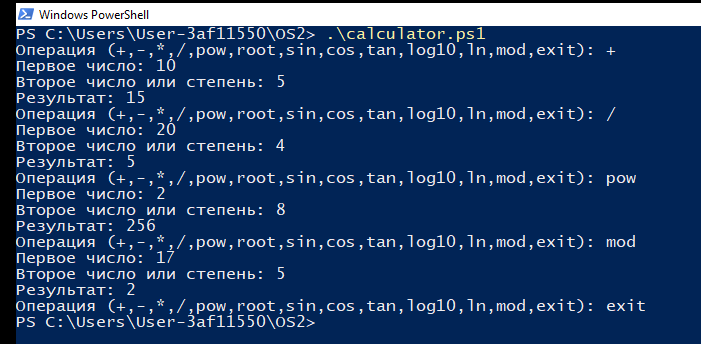 Windows PowerShell
PS C:\Users\User-3af11550\OS2> .\calculator.ps1
Операция (+,-,*,/,pow,root,sin,cos,tan,log10,ln,mod,exit): +
Первое число: 10
Второе число или степень: 5
Результат: 15
Операция (+,-,*,/,pow,root,sin,cos,tan,log10,ln,mod,exit): /
Первое число: 20
Второе число или степень: 4
Результат: 5
Операция (+,-,*,/,pow,root,sin,cos,tan,log10,ln,mod,exit): pow
Первое число: 2
Второе число или степень: 8
Результат: 256
Операция (+,-,*,/,pow,root,sin,cos,tan,log10,ln,mod,exit): mod
Первое число: 17
Второе число или степень: 5
Результат: 2
Операция (+,-,*,/,pow,root,sin,cos,tan,log10,ln,mod,exit): exit
PS C:\Users\User-3af11550\OS2>